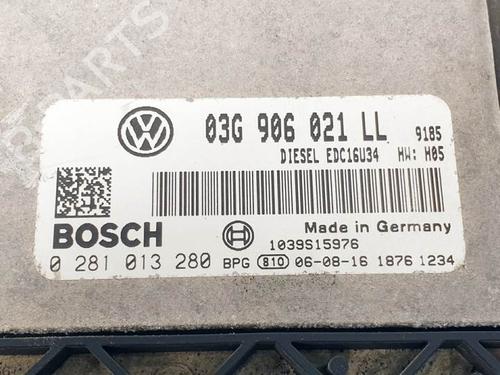 03G 906 021 LL 9185
DIESEL EDC16U34 HW: H05
BOSCH
Made in Germany
1039S15976
0 281 013 280 BPG 810 06-08-16 1876 1234